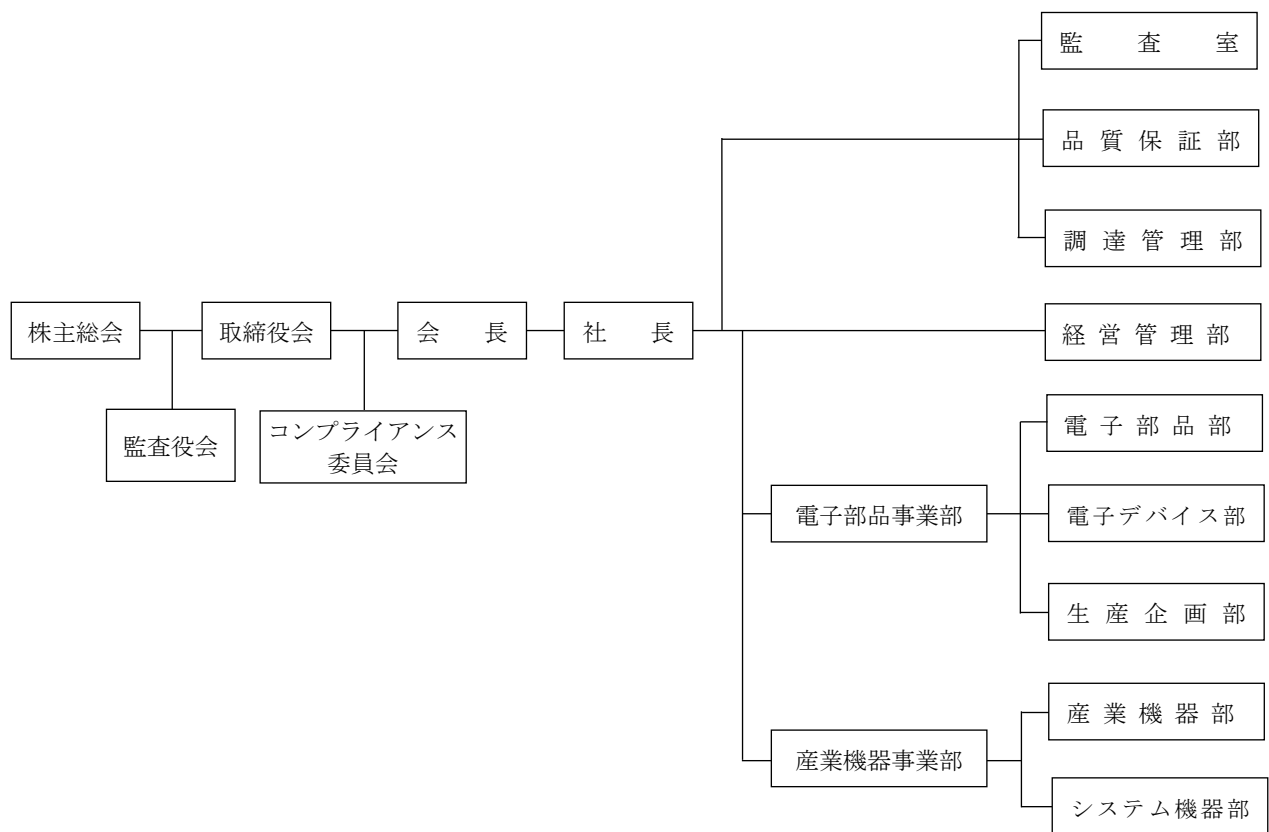 監査室
品質保証部
調達管理部
株主総会
取締役会
会長
社長
経営管理部
監査役会
コンプライアンス
委員会
電子部品部
電子部品事業部
電子デバイス部
生産企画部
産業機器部
産業機器事業部
システム機器部